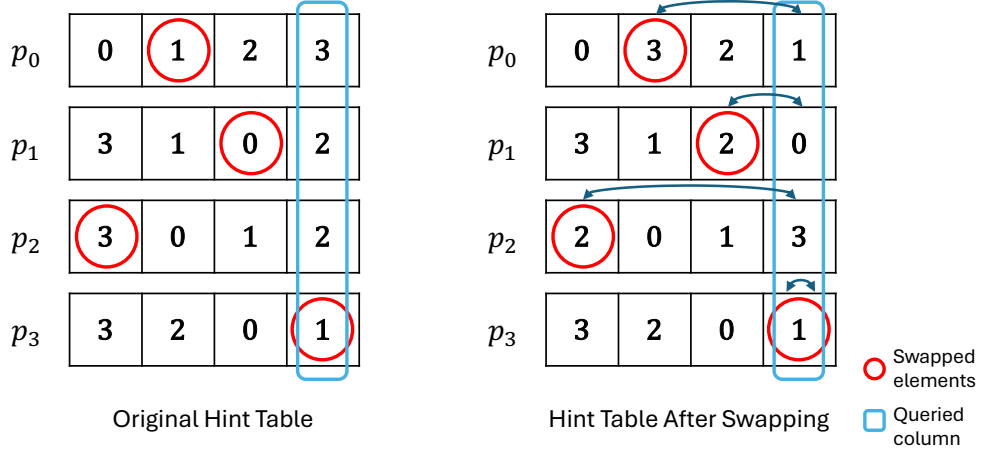 p₀ 0 1 2 3
p₁ 3 1 0 2
p₂ 3 0 1 2
p₃ 3 2 0 1
Original Hint Table
p₀ 0 3 2 1
p₁ 3 1 2 0
p₂ 2 0 1 3
p₃ 3 2 0 1
Hint Table After Swapping
Swapped
elements
Queried
column